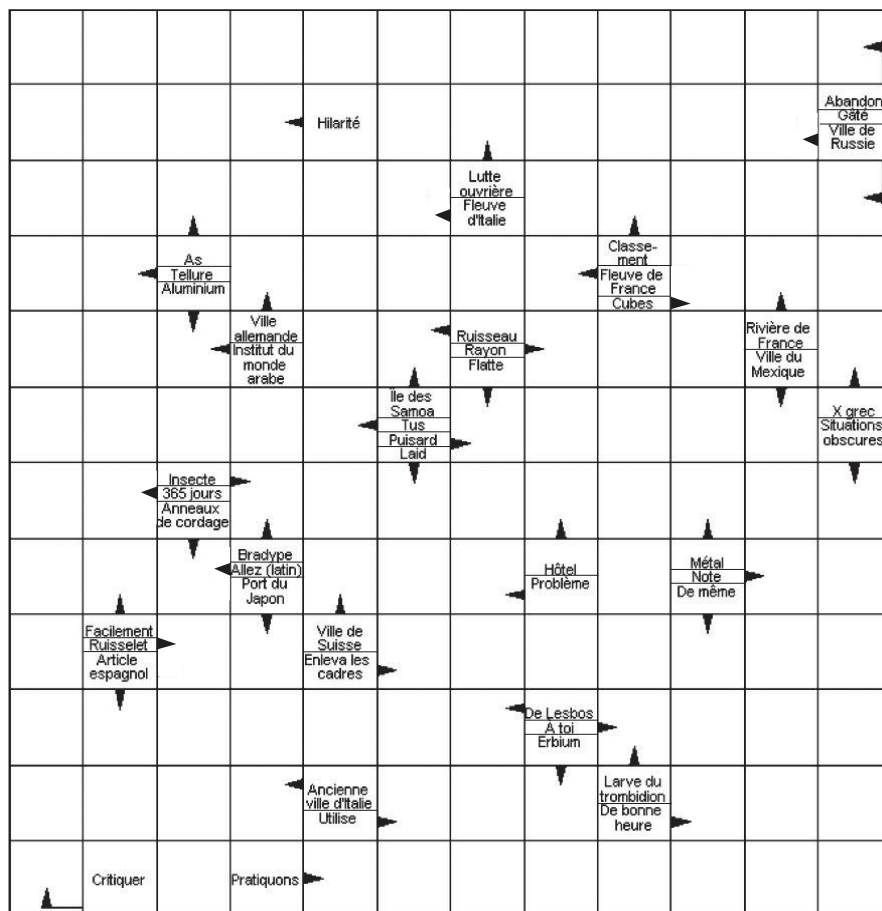 Hilarité
Abandon
Gâté
Ville de
Russie
Lutte
ouvrière
Fleuve
d'Italie
As
Tellure
Aluminium
Classe-
ment
Fleuve de
France
Cubes
Ville
allemande
Institut du
monde
arabe
Ruisseau
Rayon
Flatte
Rivière de
France
Ville du
Mexique
Île des
Samoa
Tus
Puisard
Laid
X grec
Situations
obscures
Insecte
365 jours
Anneaux
de cordage
Bradype
Allez (latin)
Port du
Japon
Hôtel
Problème
Métal
Note
De même
Facilement
Ruisselet
Article
espagnol
Ville de
Suisse
Enleva les
cadres
De Lesbos
À toi
Erbium
Ancienne
ville d'Italie
Utilise
Larve du
trombidion
De bonne
heure
Critiquer
Pratiquons